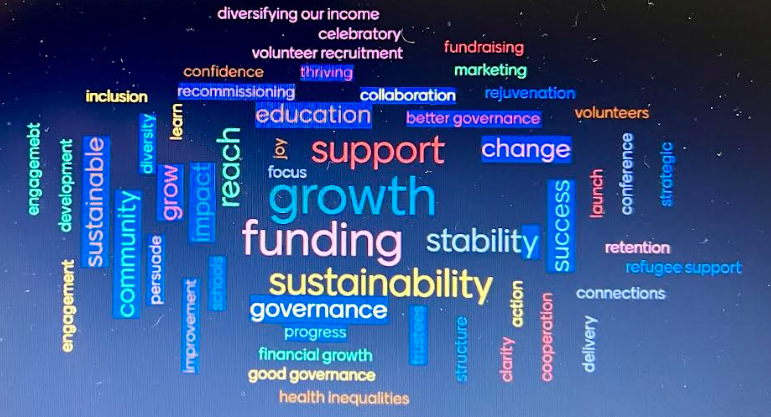 diversifying our income
celebratory
volunteer recruitment
fundraising
confidence
thriving
marketing
recommissioning
collaboration
rejuvenation
inclusion
learn
education
better governance
volunteers
engagemebt
development
diversity
reach
joy
support
change
conference
strategic
sustainable
grow
impact
focus
launch
growth
success
community
persuade
funding
stability
retention
refugee support
engagement
schools
sustainability
action
connections
improvement
governance
progress
trustees
structure
clarity
cooperation
delivery
financial growth
good governance
health inequalities